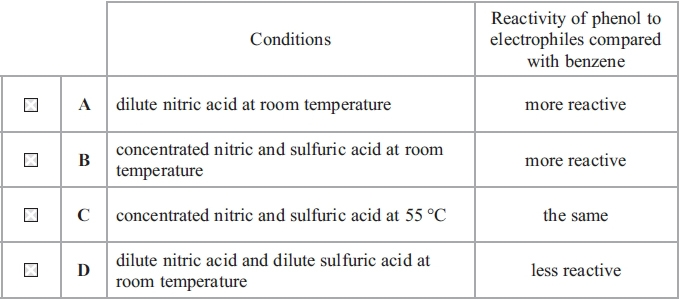 Conditions
Reactivity of phenol to
electrophiles compared
with benzene
A dilute nitric acid at room temperature more reactive
B concentrated nitric and sulfuric acid at room
temperature more reactive
C concentrated nitric and sulfuric acid at 55 °C the same
D dilute nitric acid and dilute sulfuric acid at
room temperature less reactive